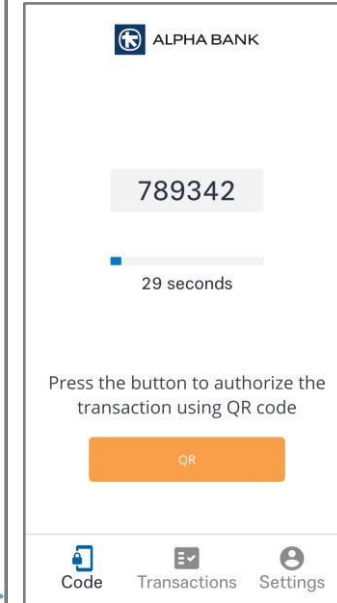 ALPHA BANK
789342
29 seconds
Press the button to authorize the
transaction using QR code
QR
Code Transactions Settings